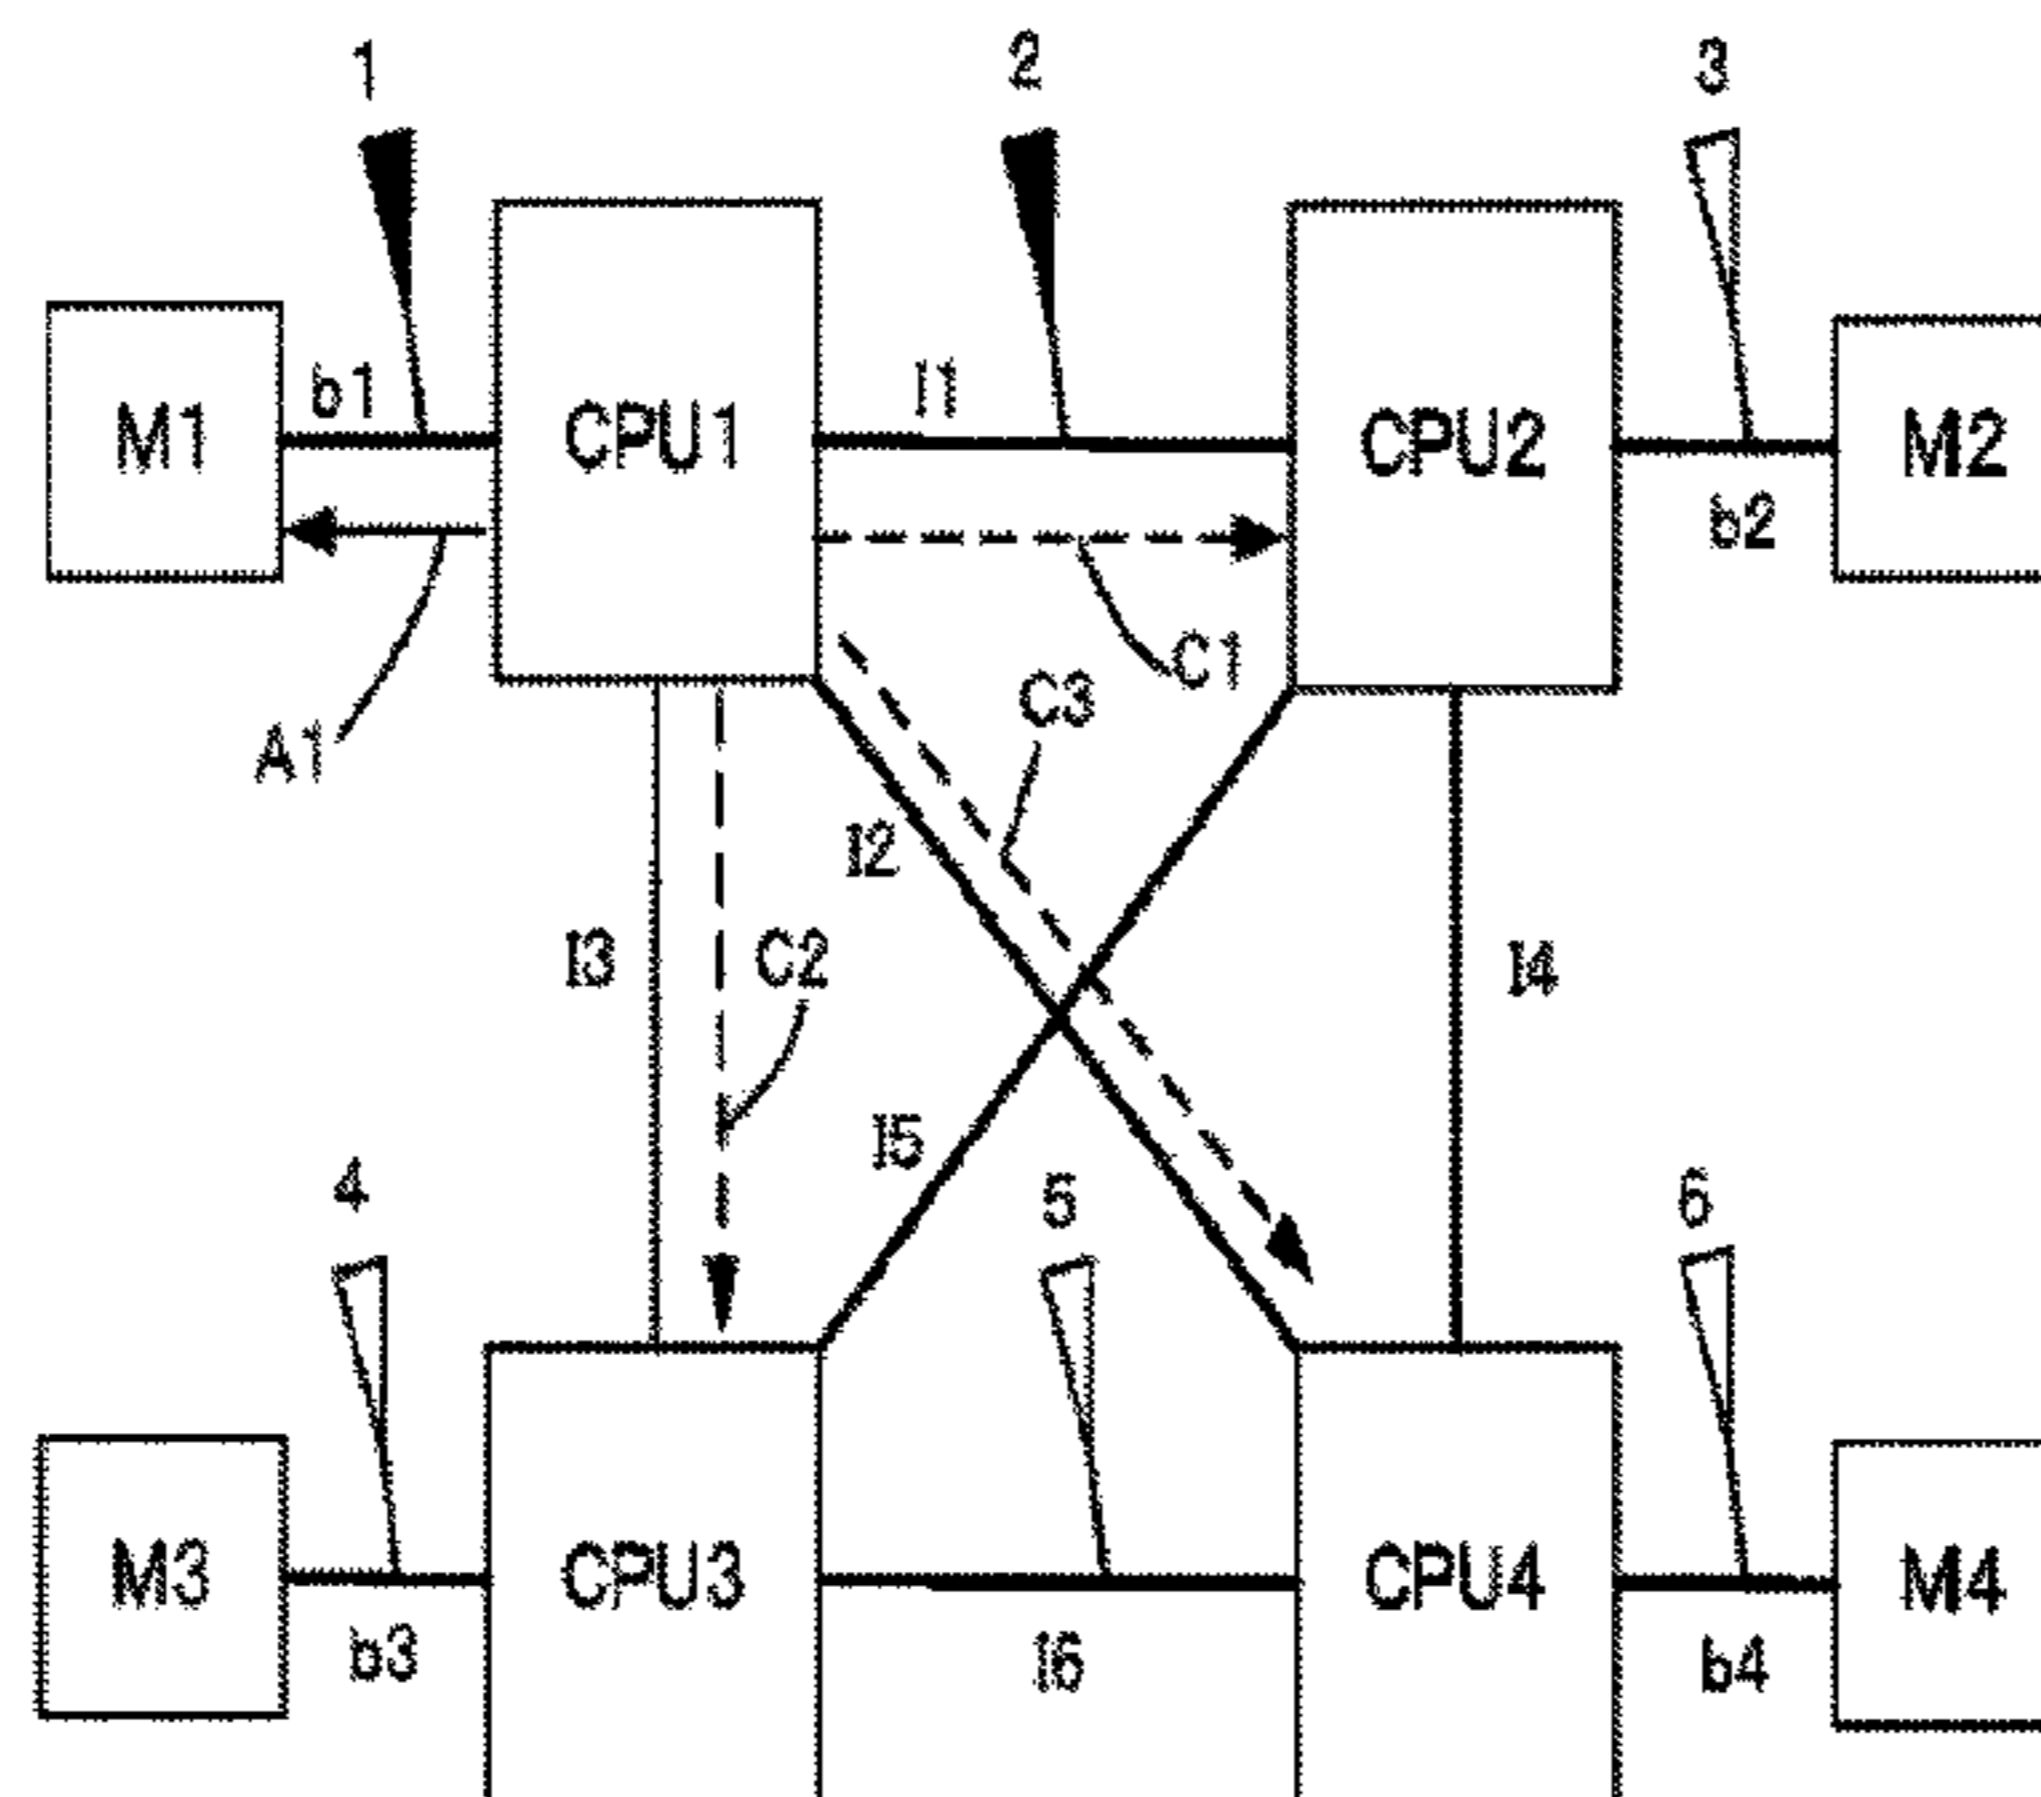 1 2 3
b1 I1
M1 CPU1 CPU2 M2
b2
C1
C3
A1
I2
I3 C2 I4
I5
4 5 6
M3 CPU3 CPU4 M4
b3 I6 b4